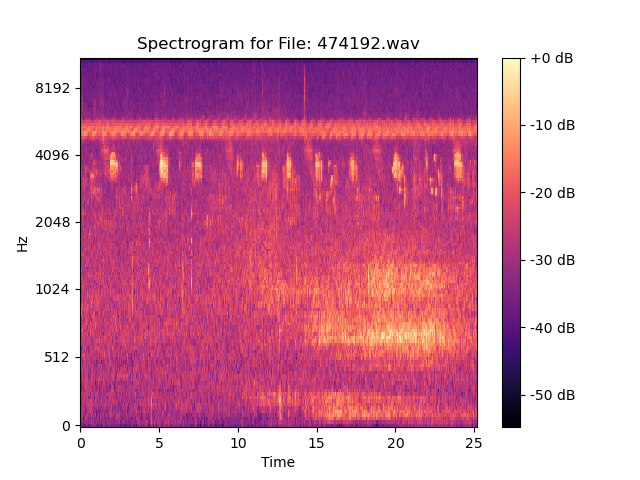 Spectrogram for File: 474192.wav
+0 dB
8192
-10 dB
4096
-20 dB
2048
Hz
-30 dB
1024
-40 dB
512
-50 dB
0
0 5 10 15 20 25
Time